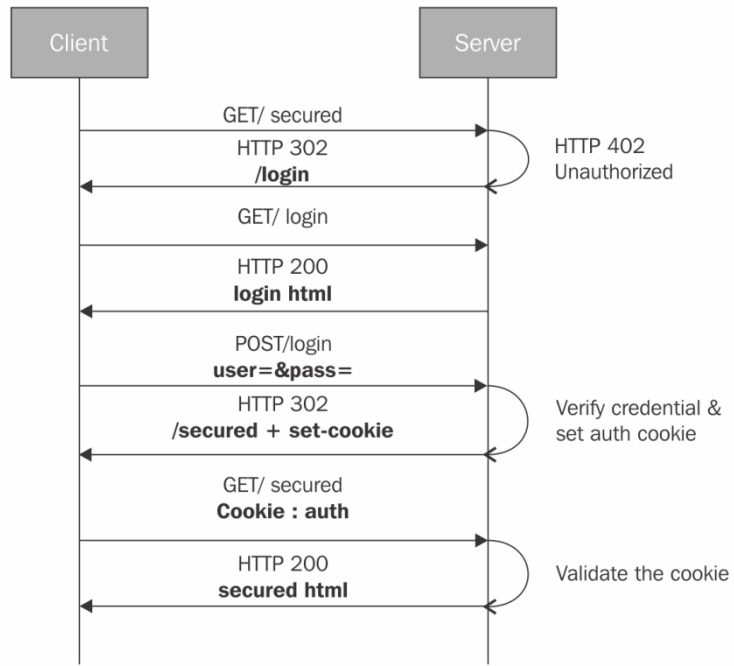 Client
Server
GET/ secured
HTTP 302
/login
HTTP 402
Unauthorized
GET/ login
HTTP 200
login html
POST/login
user=&pass=
HTTP 302
/secured + set-cookie
Verify credential &
set auth cookie
GET/ secured
Cookie : auth
HTTP 200
secured html
Validate the cookie